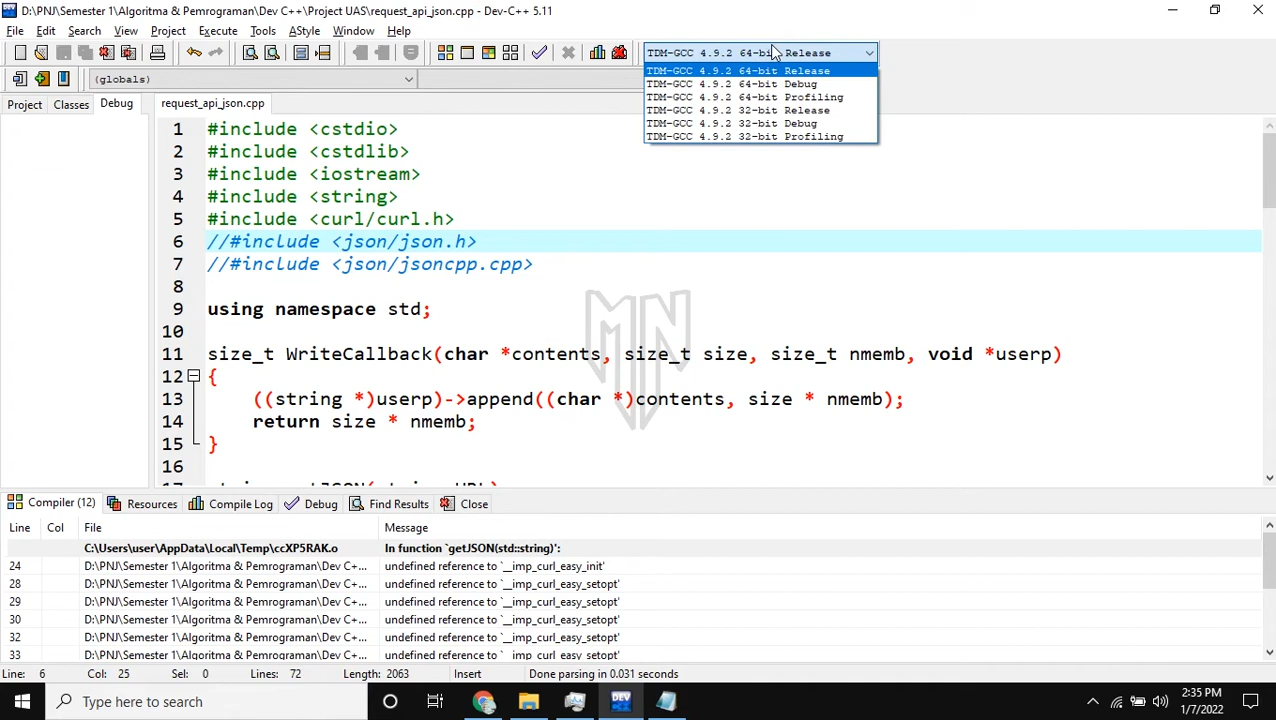 D:\PNJ\Semester 1\Algoritma & Pemrograman\Dev C++\Project UAS\request_api_json.cpp - Dev-C++ 5.11
File Edit Search View Project Execute Tools AStyle Window Help
TDM-GCC 4.9.2 64-bit Release
TDM-GCC 4.9.2 64-bit Release
TDM-GCC 4.9.2 64-bit Debug
TDM-GCC 4.9.2 64-bit Profiling
TDM-GCC 4.9.2 32-bit Release
TDM-GCC 4.9.2 32-bit Debug
TDM-GCC 4.9.2 32-bit Profiling
(globals)
Project Classes Debug request_api_json.cpp
1 #include <cstdio>
2 #include <cstdlib>
3 #include <iostream>
4 #include <string>
5 #include <curl/curl.h>
6 //#include <json/json.h>
7 //#include <json/jsoncpp.cpp>
8
9 using namespace std;
10
11 size_t WriteCallback(char *contents, size_t size, size_t nmemb, void *userp)
12 {
13 ((string *)userp)->append((char *)contents, size * nmemb);
14 return size * nmemb;
15 }
16
MN
Compiler (12) Resources Compile Log Debug Find Results Close
Line Col File Message
C:\Users\user\AppData\Local\Temp\ccXP5RAK.o In function `getJSON(std::string)':
24 D:\PNJ\Semester 1\Algoritma & Pemrograman\Dev C+... undefined reference to `__imp_curl_easy_init'
28 D:\PNJ\Semester 1\Algoritma & Pemrograman\Dev C+... undefined reference to `__imp_curl_easy_setopt'
29 D:\PNJ\Semester 1\Algoritma & Pemrograman\Dev C+... undefined reference to `__imp_curl_easy_setopt'
30 D:\PNJ\Semester 1\Algoritma & Pemrograman\Dev C+... undefined reference to `__imp_curl_easy_setopt'
32 D:\PNJ\Semester 1\Algoritma & Pemrograman\Dev C+... undefined reference to `__imp_curl_easy_setopt'
33 D:\PNJ\Semester 1\Algoritma & Pemrograman\Dev C+... undefined reference to `__imp_curl_easy_setopt'
Line: 6 Col: 25 Sel: 0 Lines: 72 Length: 2063 Insert Done parsing in 0.031 seconds
Type here to search
DEV
2:35 PM
1/7/2022